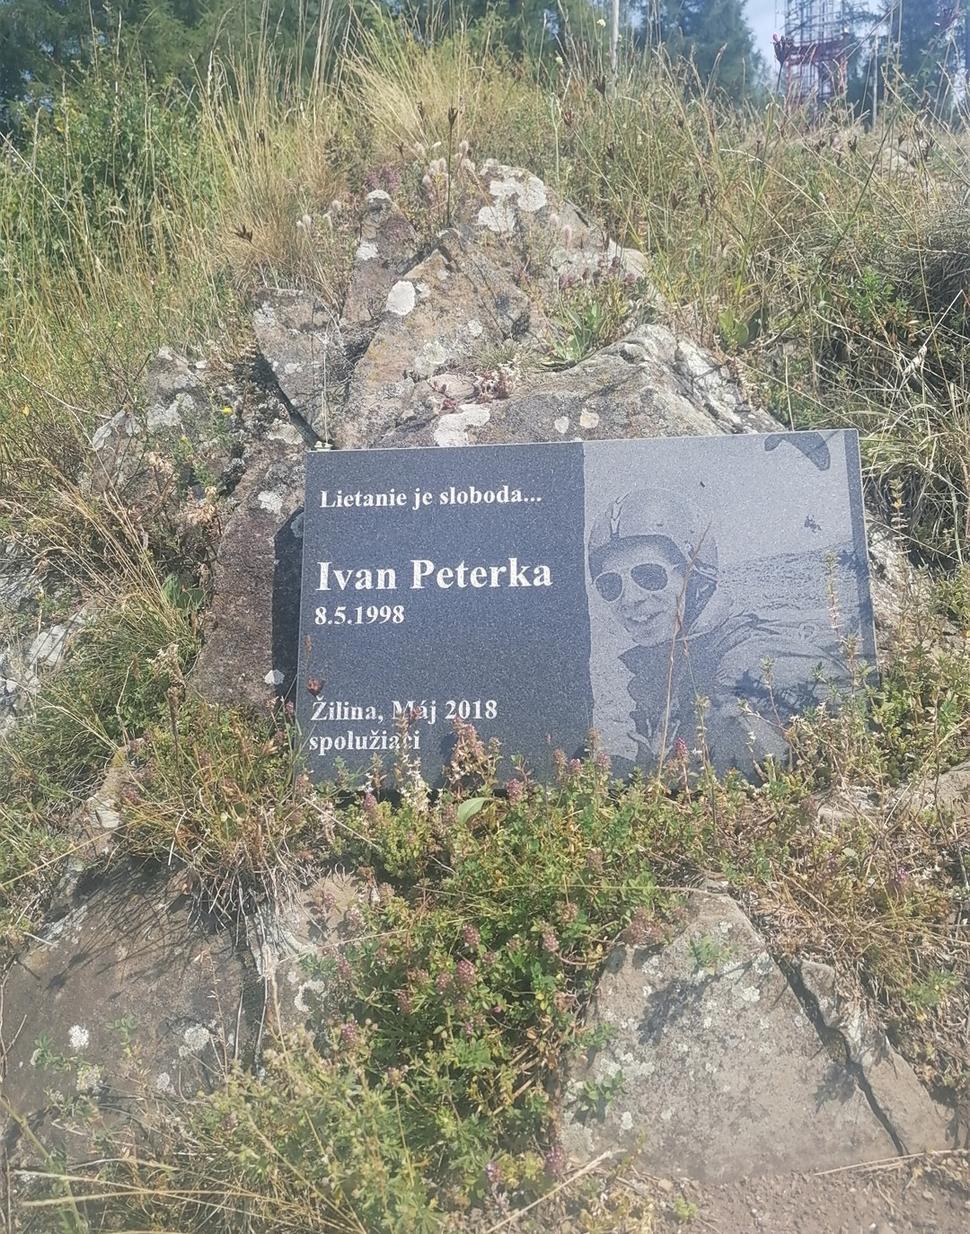 Lietanie je sloboda...
Ivan Peterka
8.5.1998
Žilina, Máj 2018
spolužiaci